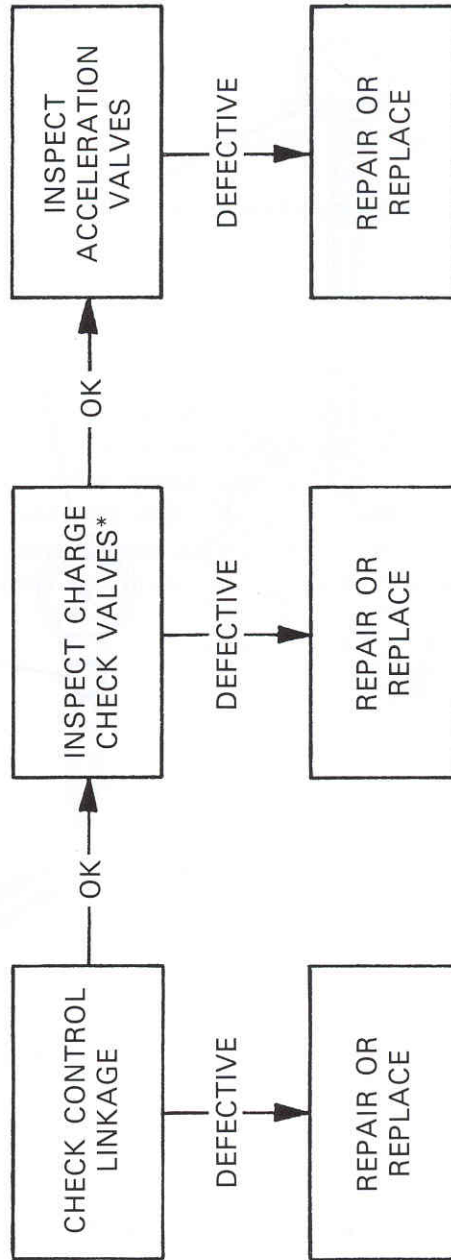 CHECK CONTROL
LINKAGE
OK
INSPECT CHARGE
CHECK VALVES*
OK
INSPECT
ACCELERATION
VALVES
DEFECTIVE
DEFECTIVE
DEFECTIVE
REPAIR OR
REPLACE
REPAIR OR
REPLACE
REPAIR OR
REPLACE